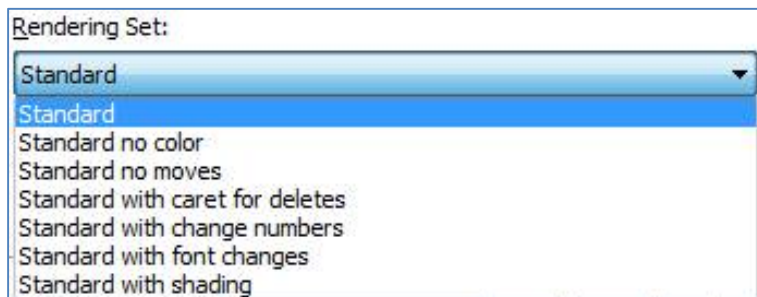 Rendering Set:
Standard
Standard
Standard no color
Standard no moves
Standard with caret for deletes
Standard with change numbers
Standard with font changes
Standard with shading